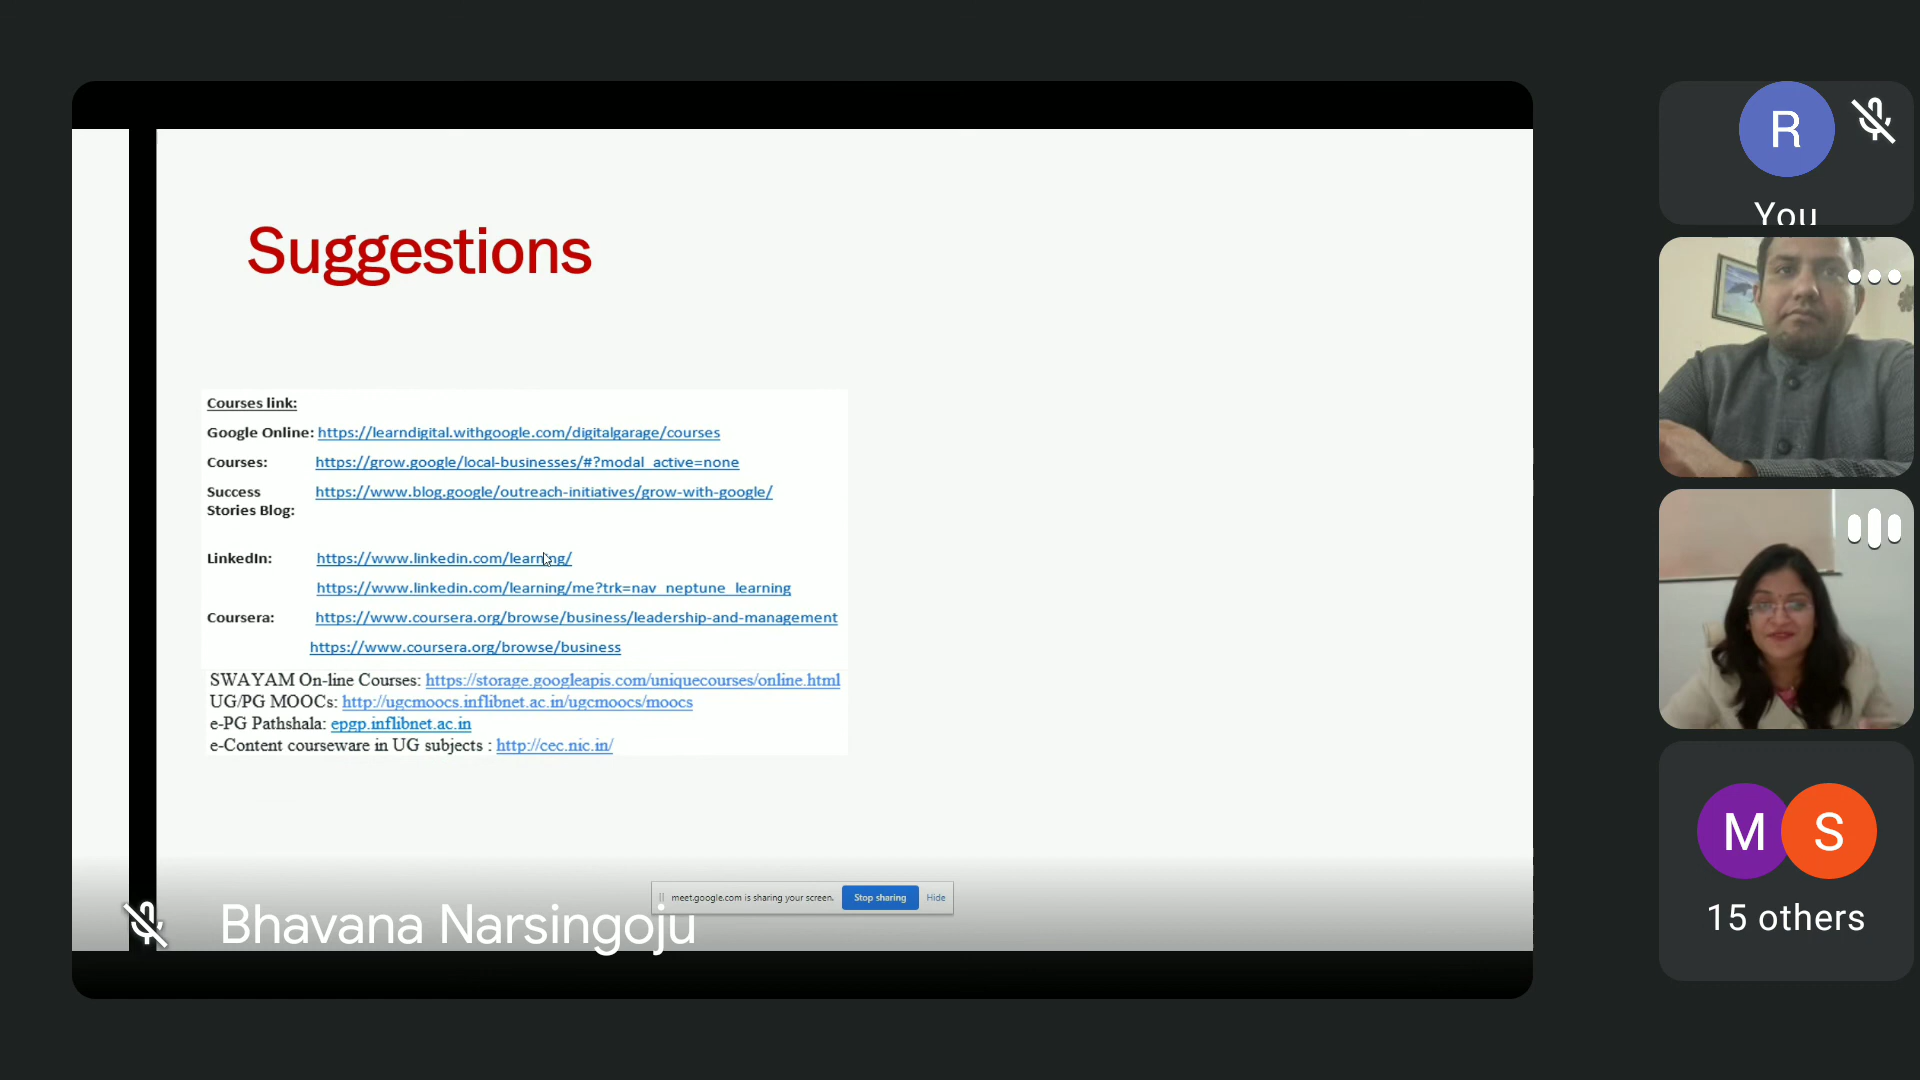 Suggestions
Courses link:
Google Online: https://learndigital.withgoogle.com/digitalgarage/courses
Courses: https://grow.google/local-businesses/#?modal_active=none
Success https://www.blog.google/outreach-initiatives/grow-with-google/
Stories Blog:
LinkedIn: https://www.linkedin.com/learning/
https://www.linkedin.com/learning/me?trk=nav_neptune_learning
Coursera: https://www.coursera.org/browse/business/leadership-and-management
https://www.coursera.org/browse/business
SWAYAM On-line Courses: https://storage.googleapis.com/uniquecourses/online.html
UG/PG MOOCs: http://ugcmoocs.inflibnet.ac.in/ugcmoocs/moocs
e-PG Pathshala: epgp.inflibnet.ac.in
e-Content courseware in UG subjects : http://cec.nic.in/
meet.google.com is sharing your screen. Stop sharing Hide
Bhavana Narsingoju
R
You
M S
15 others